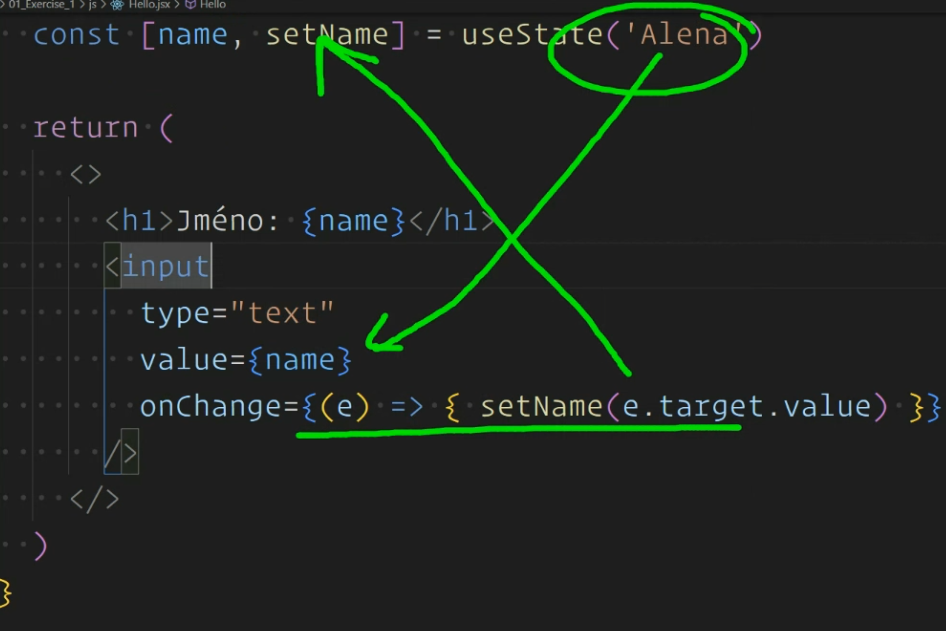 01_Exercise_1 > js > Hello.jsx > Hello
const [name, setName] = useState('Alena')
return (
<>
<h1>Jméno: {name}</h1>
<input
type="text"
value={name}
onChange={(e) => { setName(e.target.value) }}
/>
</>
)
}